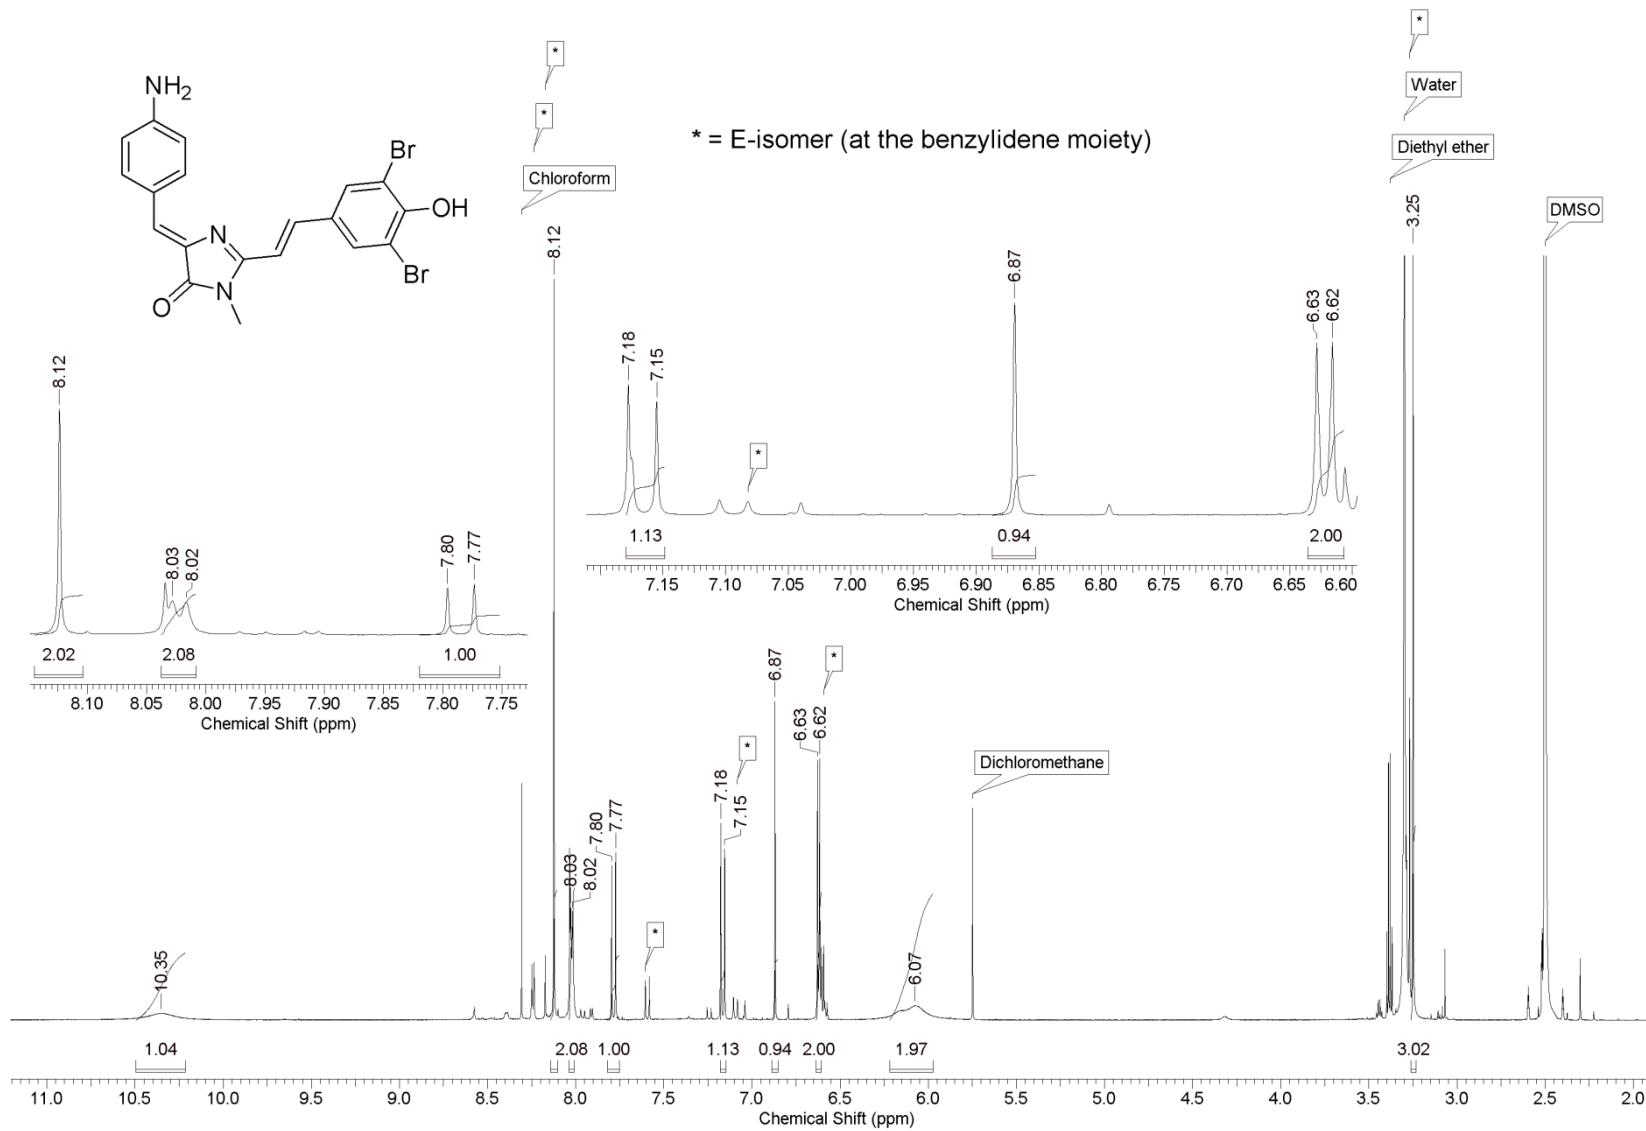 NH2
Br
OH
Br
N
O
N
* = E-isomer (at the benzylidene moiety)
*
*
Chloroform
8.12
*
Water
Diethyl ether
3.25
DMSO
8.12
8.03
8.02
7.80
7.77
2.02
2.08
1.00
8.10 8.05 8.00 7.95 7.90 7.85 7.80 7.75
Chemical Shift (ppm)
7.18
7.15
*
6.87
6.63
6.62
1.13
0.94
2.00
7.15 7.10 7.05 7.00 6.95 6.90 6.85 6.80 6.75 6.70 6.65 6.60
Chemical Shift (ppm)
10.35
8.03
8.02
7.80
7.77
*
7.18
7.15
*
6.87
6.63
6.62
*
6.07
Dichloromethane
1.04
2.08
1.00
1.13
0.94
2.00
1.97
3.02
11.0 10.5 10.0 9.5 9.0 8.5 8.0 7.5 7.0 6.5 6.0 5.5 5.0 4.5 4.0 3.5 3.0 2.5 2.0
Chemical Shift (ppm)